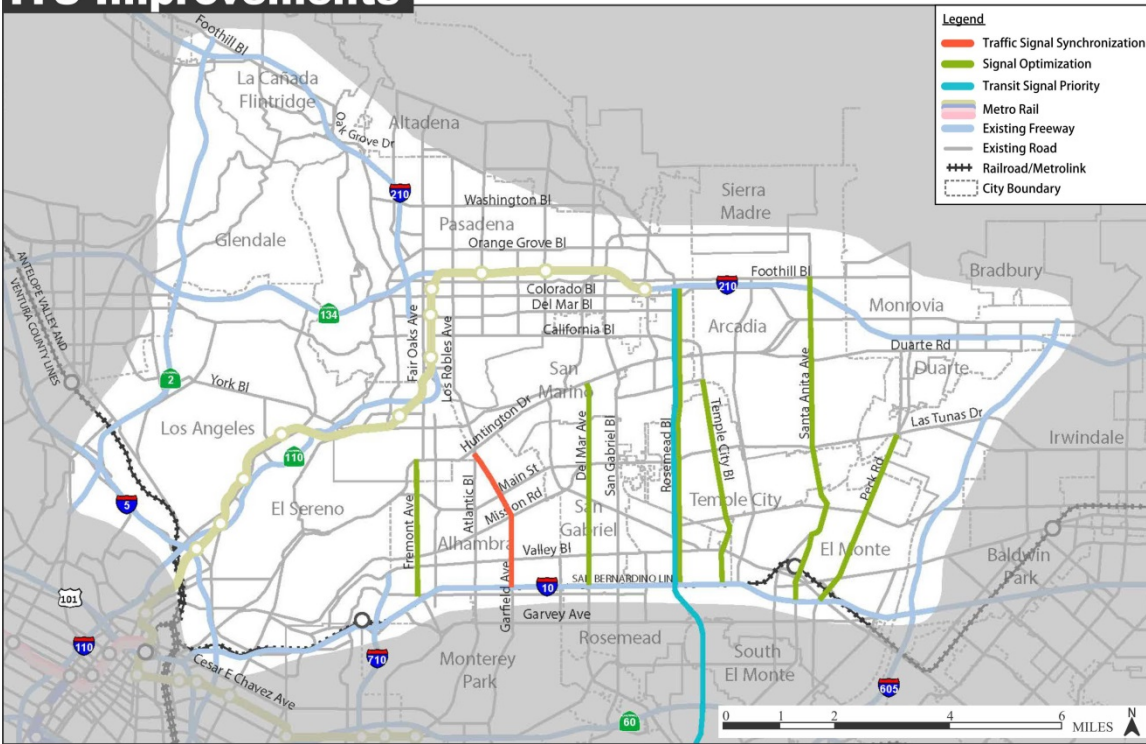 ITS Improvements
Legend
Traffic Signal Synchronization
Signal Optimization
Transit Signal Priority
Metro Rail
Existing Freeway
Existing Road
Railroad/Metrolink
City Boundary
Foothill Bl
La Cañada
Flintridge
Oak Grove Dr
Altadena
210
Sierra
Madre
Washington Bl
Pasadena
Glendale
Orange Grove Bl
ANTELOPE VALLEY AND
VENTURA COUNTY LINES
Foothill Bl
Bradbury
Colorado Bl
210
Del Mar Bl
Monrovia
134
California Bl
Arcadia
Fair Oaks Ave
Los Robles Ave
Duarte Rd
Duarte
2
York Bl
San
Marino
Huntington Dr
Del Mar Ave
San Gabriel Bl
Rosemead Bl
Temple City Bl
Santa Anita Ave
Las Tunas Dr
Los Angeles
Irwindale
110
Peck Rd
Main St
Mission Rd
5
El Sereno
Fremont Ave
Atlantic Bl
San
Gabriel
Temple City
Alhambra
Valley Bl
El Monte
Baldwin
Park
SAN BERNARDINO LIN
10
101
Garfield Ave
Garvey Ave
Rosemead
110
710
Monterey
Park
South
El Monte
Cesar E Chavez Ave
605
60
0 1 2 4 6
MILES
N